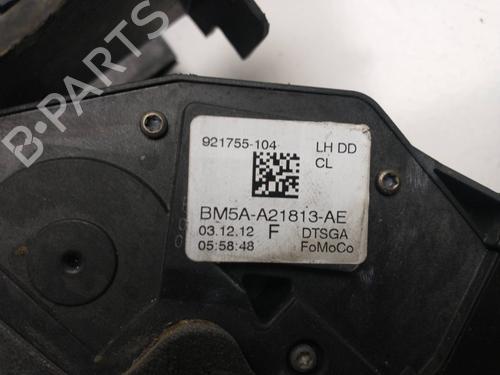 921755-104 LH DD
CL
BM5A-A21813-AE
03.12.12 F DTSGA
05:58:48 FoMoCo
B-PARTS